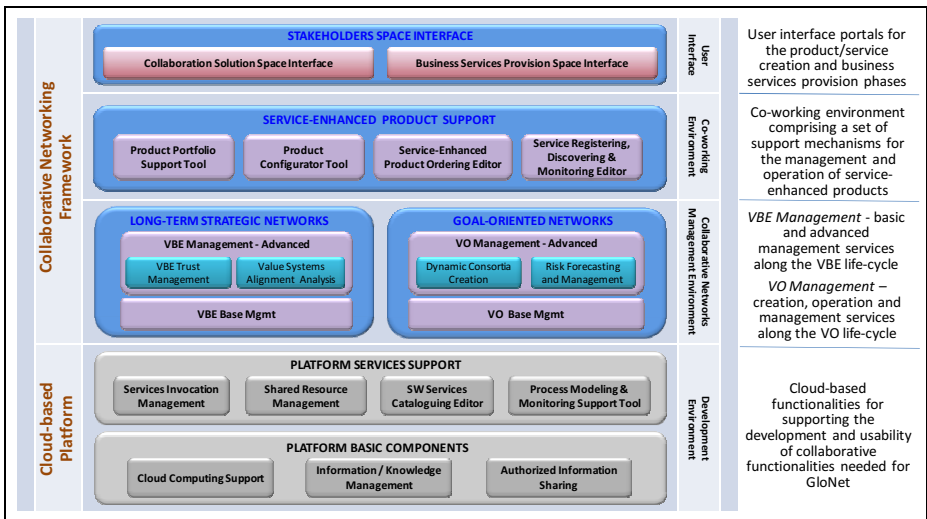 Collaborative Networking
Framework
STAKEHOLDERS SPACE INTERFACE
Collaboration Solution Space Interface
Business Services Provision Space Interface
User
Interface
User interface portals for
the product/service
creation and business
services provision phases
SERVICE-ENHANCED PRODUCT SUPPORT
Product Portfolio
Support Tool
Product
Configurator Tool
Service-Enhanced
Product Ordering Editor
Service Registering,
Discovering &
Monitoring Editor
Co-working
Environment
Co-working environment
comprising a set of
support mechanisms for
the management and
operation of service-
enhanced products
LONG-TERM STRATEGIC NETWORKS
VBE Management - Advanced
VBE Trust
Management
Value Systems
Alignment Analysis
VBE Base Mgmt
GOAL-ORIENTED NETWORKS
VO Management - Advanced
Dynamic Consortia
Creation
Risk Forecasting
and Management
VO Base Mgmt
Collaborative Networks
Management Environment
VBE Management - basic
and advanced
management services
along the VBE life-cycle
VO Management –
creation, operation and
management services
along the VO life-cycle
Cloud-based
Platform
PLATFORM SERVICES SUPPORT
Services Invocation
Management
Shared Resource
Management
SW Services
Cataloguing Editor
Process Modeling &
Monitoring Support Tool
PLATFORM BASIC COMPONENTS
Cloud Computing Support
Information / Knowledge
Management
Authorized Information
Sharing
Development
Environment
Cloud-based
functionalities for
supporting the
development and usability
of collaborative
functionalities needed for
GloNet